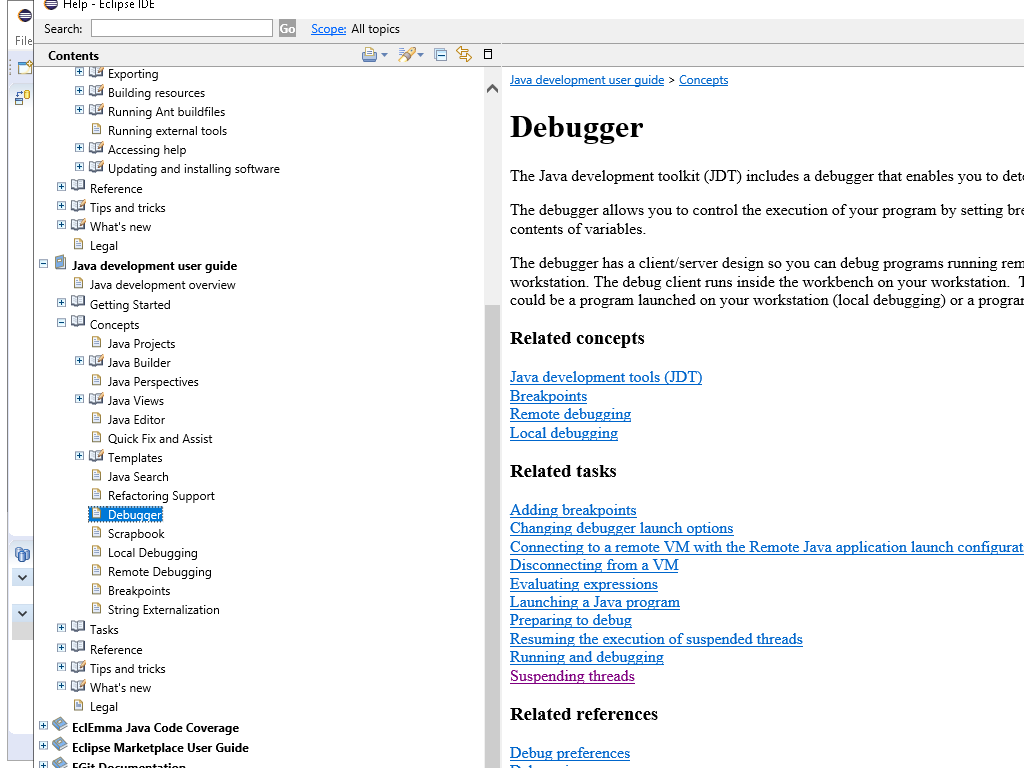 Help - Eclipse IDE
File
Search:
Go
Scope: All topics
Contents
Exporting
Building resources
Running Ant buildfiles
Running external tools
Accessing help
Updating and installing software
Reference
Tips and tricks
What's new
Legal
Java development user guide
Java development overview
Getting Started
Concepts
Java Projects
Java Builder
Java Perspectives
Java Views
Java Editor
Quick Fix and Assist
Templates
Java Search
Refactoring Support
Debugger
Scrapbook
Local Debugging
Remote Debugging
Breakpoints
String Externalization
Tasks
Reference
Tips and tricks
What's new
Legal
EclEmma Java Code Coverage
Eclipse Marketplace User Guide
EGit Documentation
Java development user guide > Concepts
Debugger
The Java development toolkit (JDT) includes a debugger that enables you to
The debugger allows you to control the execution of your program by setting
contents of variables.
The debugger has a client/server design so you can debug programs running
workstation. The debug client runs inside the workbench on your workstation.
could be a program launched on your workstation (local debugging) or a
Related concepts
Java development tools (JDT)
Breakpoints
Remote debugging
Local debugging
Related tasks
Adding breakpoints
Changing debugger launch options
Connecting to a remote VM with the Remote Java application launch
Disconnecting from a VM
Evaluating expressions
Launching a Java program
Preparing to debug
Resuming the execution of suspended threads
Running and debugging
Suspending threads
Related references
Debug preferences